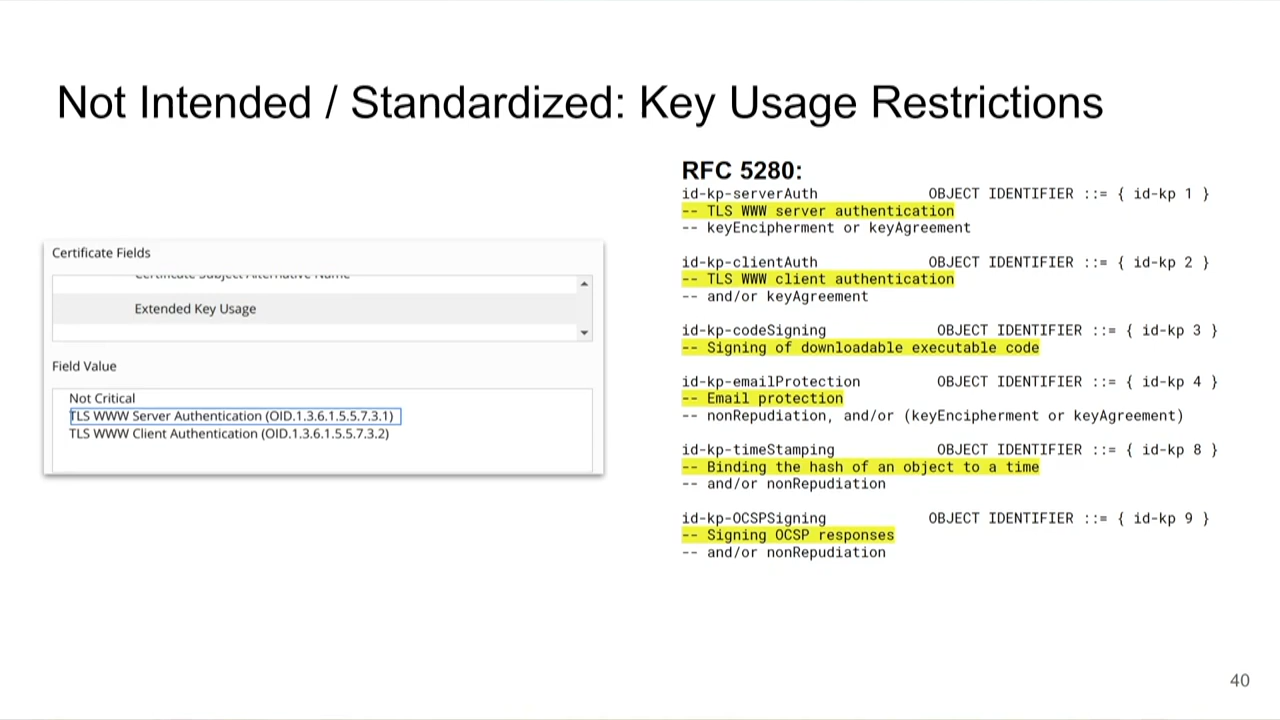 Not Intended / Standardized: Key Usage Restrictions
Certificate Fields
Certificate Subject Alternative Name
Extended Key Usage
Field Value
Not Critical
TLS WWW Server Authentication (OID.1.3.6.1.5.5.7.3.1)
TLS WWW Client Authentication (OID.1.3.6.1.5.5.7.3.2)
RFC 5280:
id-kp-serverAuth OBJECT IDENTIFIER ::= { id-kp 1 }
-- TLS WWW server authentication
-- keyEncipherment or keyAgreement
id-kp-clientAuth OBJECT IDENTIFIER ::= { id-kp 2 }
-- TLS WWW client authentication
-- and/or keyAgreement
id-kp-codeSigning OBJECT IDENTIFIER ::= { id-kp 3 }
-- Signing of downloadable executable code
id-kp-emailProtection OBJECT IDENTIFIER ::= { id-kp 4 }
-- Email protection
-- nonRepudiation, and/or (keyEncipherment or keyAgreement)
id-kp-timeStamping OBJECT IDENTIFIER ::= { id-kp 8 }
-- Binding the hash of an object to a time
-- and/or nonRepudiation
id-kp-OCSPSigning OBJECT IDENTIFIER ::= { id-kp 9 }
-- Signing OCSP responses
-- and/or nonRepudiation
40